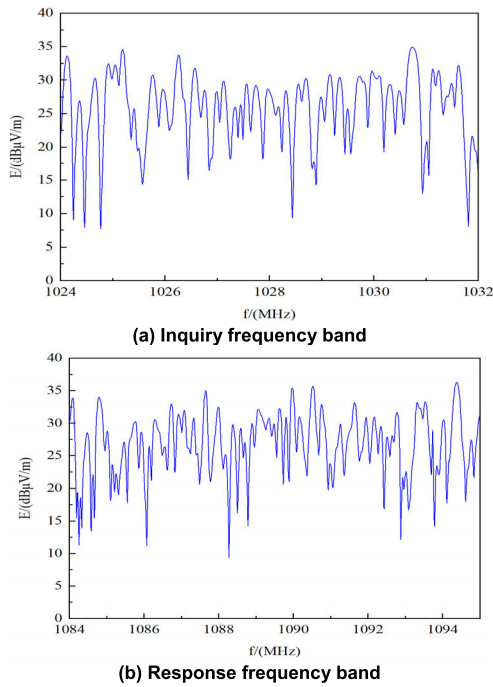 40
35
30
25
20
15
10
5
0
E/(dBμV/m)
1024 1026 1028 1030 1032
f/(MHz)
(a) Inquiry frequency band
40
35
30
25
20
15
10
5
0
E/(dBμV/m)
1084 1086 1088 1090 1092 1094
f/(MHz)
(b) Response frequency band